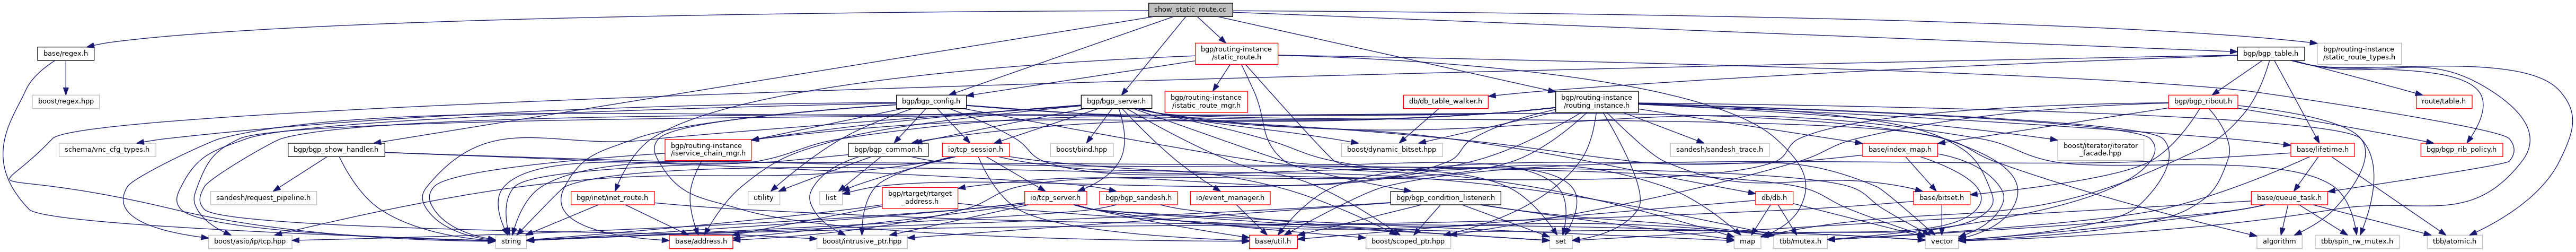 show_static_route.cc
base/regex.h
bgp/routing-instance
/static_route.h
bgp/bgp_table.h
bgp/routing-instance
/static_route_types.h
boost/regex.hpp
bgp/bgp_config.h
bgp/bgp_server.h
bgp/routing-instance
/static_route_mgr.h
db/db_table_walker.h
bgp/routing-instance
/routing_instance.h
bgp/bgp_ribout.h
route/table.h
schema/vnc_cfg_types.h
bgp/bgp_show_handler.h
bgp/routing-instance
/service_chain_mgr.h
bgp/bgp_common.h
io/tcp_session.h
boost/bind.hpp
boost/dynamic_bitset.hpp
sandesh/sandesh_trace.h
base/index_map.h
boost/iterator/iterator
_facade.hpp
base/lifetime.h
bgp/bgp_rib_policy.h
sandesh/request_pipeline.h
bgp/inet/inet_route.h
utility
list
bgp/rtarget/rtarget
_address.h
io/tcp_server.h
bgp/bgp_sandesh.h
io/event_manager.h
bgp/bgp_condition_listener.h
db/db.h
base/bitset.h
base/queue_task.h
boost/asio/ip/tcp.hpp
string
base/address.h
boost/intrusive_ptr.hpp
base/util.h
boost/scoped_ptr.hpp
set
map
tbb/mutex.h
vector
algorithm
tbb/spin_rw_mutex.h
tbb/atomic.h